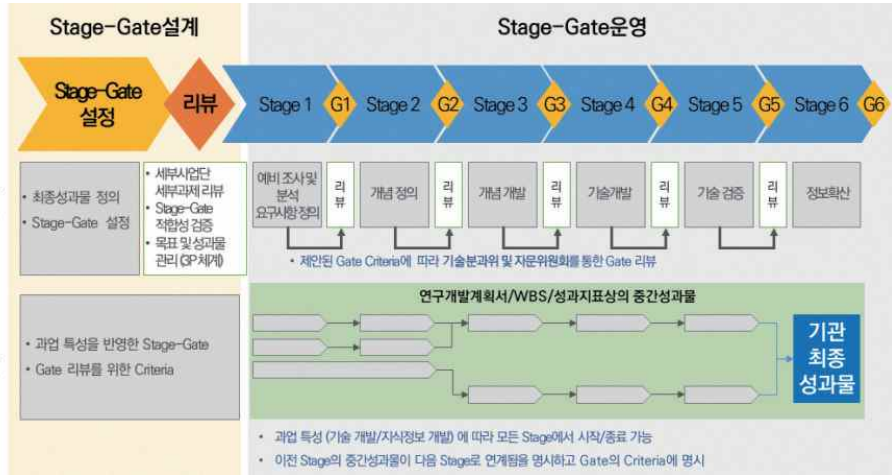 Stage-Gate설계
Stage-Gate운영
Stage-Gate
설정
리뷰
Stage 1
G1
Stage 2
G2
Stage 3
G3
Stage 4
G4
Stage 5
G5
Stage 6
G6
• 최종성과물 정의
• Stage-Gate 설정
• 세부사업단
세부과제 리뷰
• Stage-Gate
적합성 검증
• 목표 및 성과물
관리 (3P체계)
예비 조사 및
분석
요구사항 정의
리
뷰
개념 정의
리
뷰
개념 개발
리
뷰
기술개발
리
뷰
기술 검증
리
뷰
정보확산
• 제안된 Gate Criteria에 따라 기술분과위 및 자문위원회를 통한 Gate 리뷰
• 과업 특성을 반영한 Stage-Gate
• Gate 리뷰를 위한 Criteria
연구개발계획서/WBS/성과지표상의 중간성과물
기관
최종
성과물
• 과업 특성 (기술 개발/지식정보 개발) 에 따라 모든 Stage에서 시작/종료 가능
• 이전 Stage의 중간성과물이 다음 Stage로 연계됨을 명시하고 Gate의 Criteria에 명시